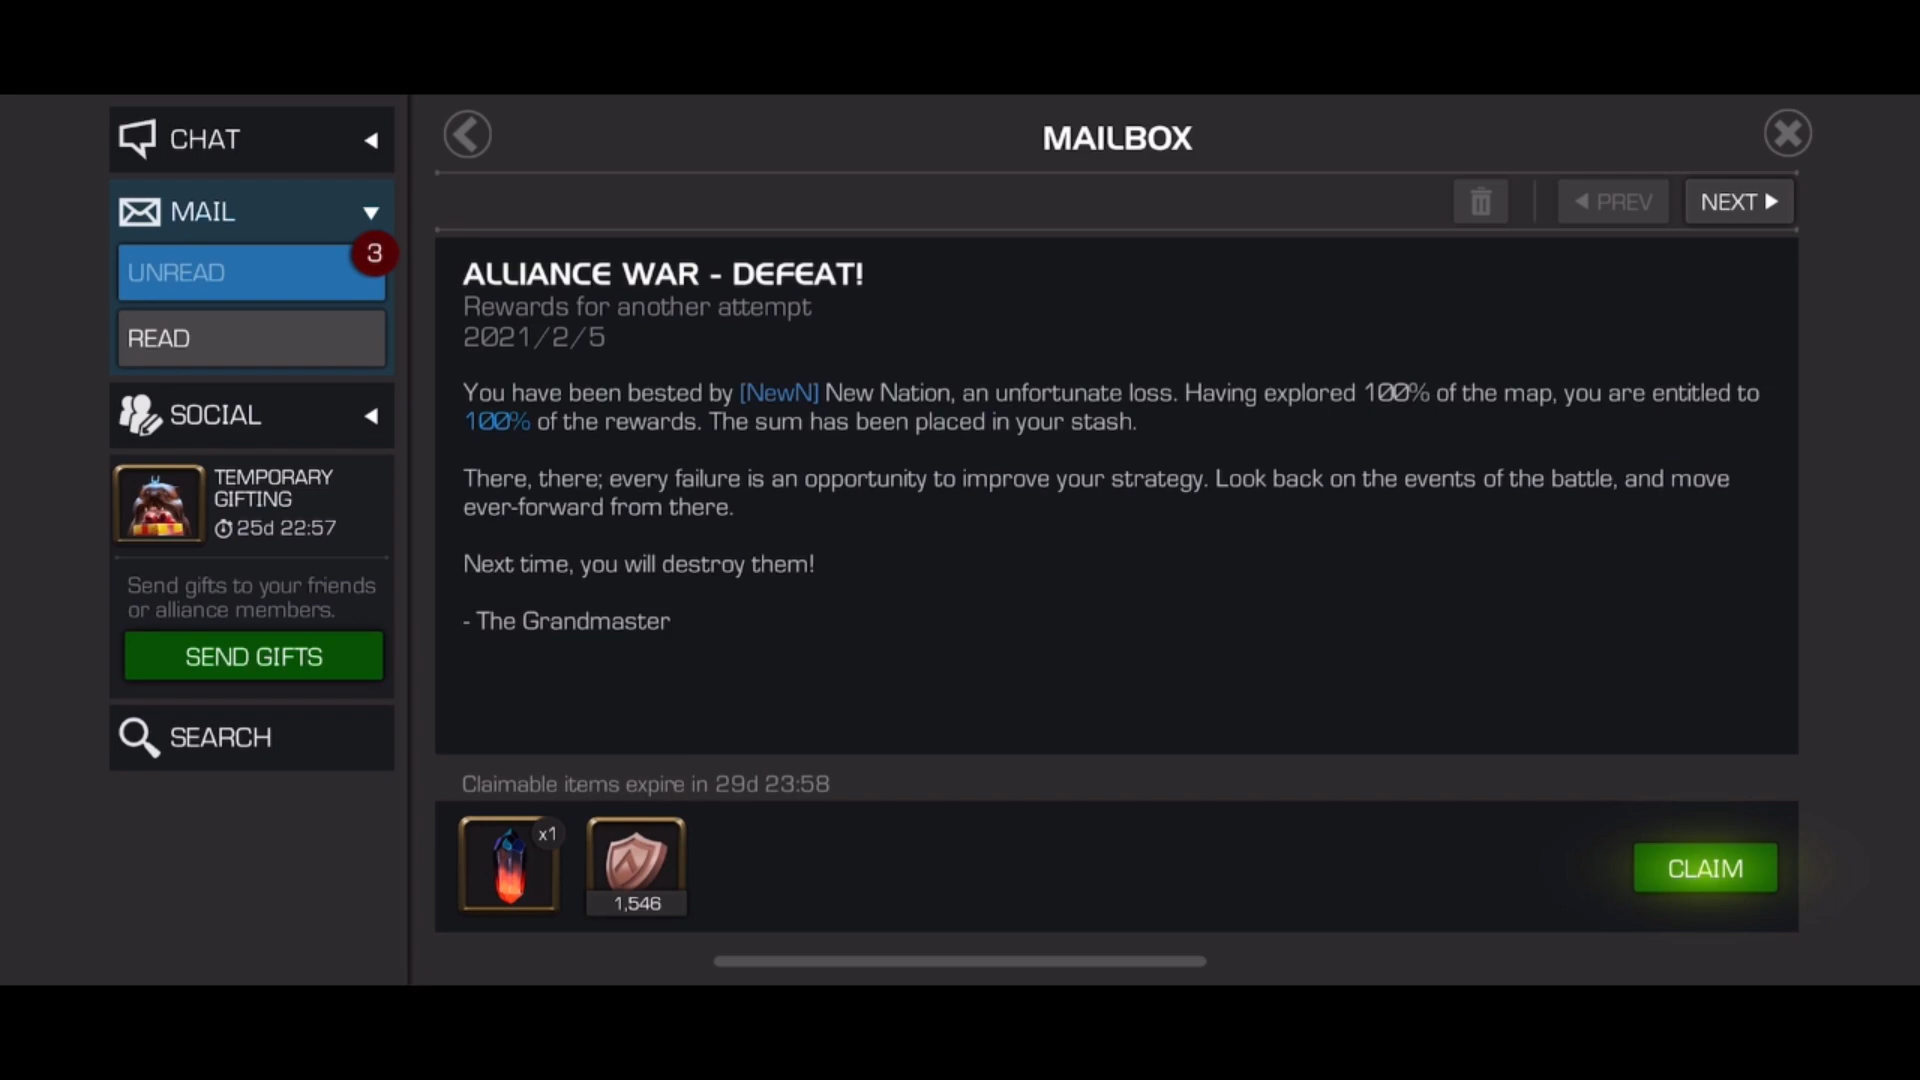 CHAT
MAIL
3
UNREAD
READ
SOCIAL
TEMPORARY
GIFTING
25d 22:57
Send gifts to your friends
or alliance members.
SEND GIFTS
SEARCH
MAILBOX
PREV
NEXT
ALLIANCE WAR - DEFEAT!
Rewards for another attempt
2021/2/5
You have been bested by [NewN] New Nation, an unfortunate loss. Having explored 100% of the map, you are entitled to
100% of the rewards. The sum has been placed in your stash.
There, there; every failure is an opportunity to improve your strategy. Look back on the events of the battle, and move
ever-forward from there.
Next time, you will destroy them!
- The Grandmaster
Claimable items expire in 29d 23:58
x1
1,546
CLAIM